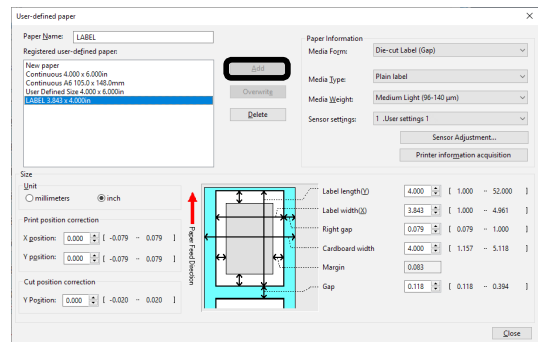 User-defined paper
Paper Name: LABEL
Registered user-defined paper:
New paper
Continuous 4.000 x 6.000in
Continuous A6 105.0 x 148.0mm
User Defined Size 4.000 x 6.000in
LABEL 3.843 x 4.000in
Add
Overwrite
Delete
Paper Information
Media Form: Die-cut Label (Gap)
Media Type: Plain label
Media Weight: Medium Light (96-140 µm)
Sensor settings: 1 .User settings 1
Sensor Adjustment...
Printer information acquisition
Size
Unit
millimeters inch
Print position correction
X position: 0.000 [ -0.079 -- 0.079 ]
Y position: 0.000 [ -0.079 -- 0.079 ]
Cut position correction
Y Position: 0.000 [ -0.020 -- 0.020 ]
Paper Feed Direction
Label length(Y) 4.000 [ 1.000 -- 52.000 ]
Label width(X) 3.843 [ 1.000 -- 4.961 ]
Right gap 0.079 [ 0.079 -- 1.000 ]
Cardboard width 4.000 [ 1.157 -- 5.118 ]
Margin 0.083
Gap 0.118 [ 0.118 -- 0.394 ]
Close